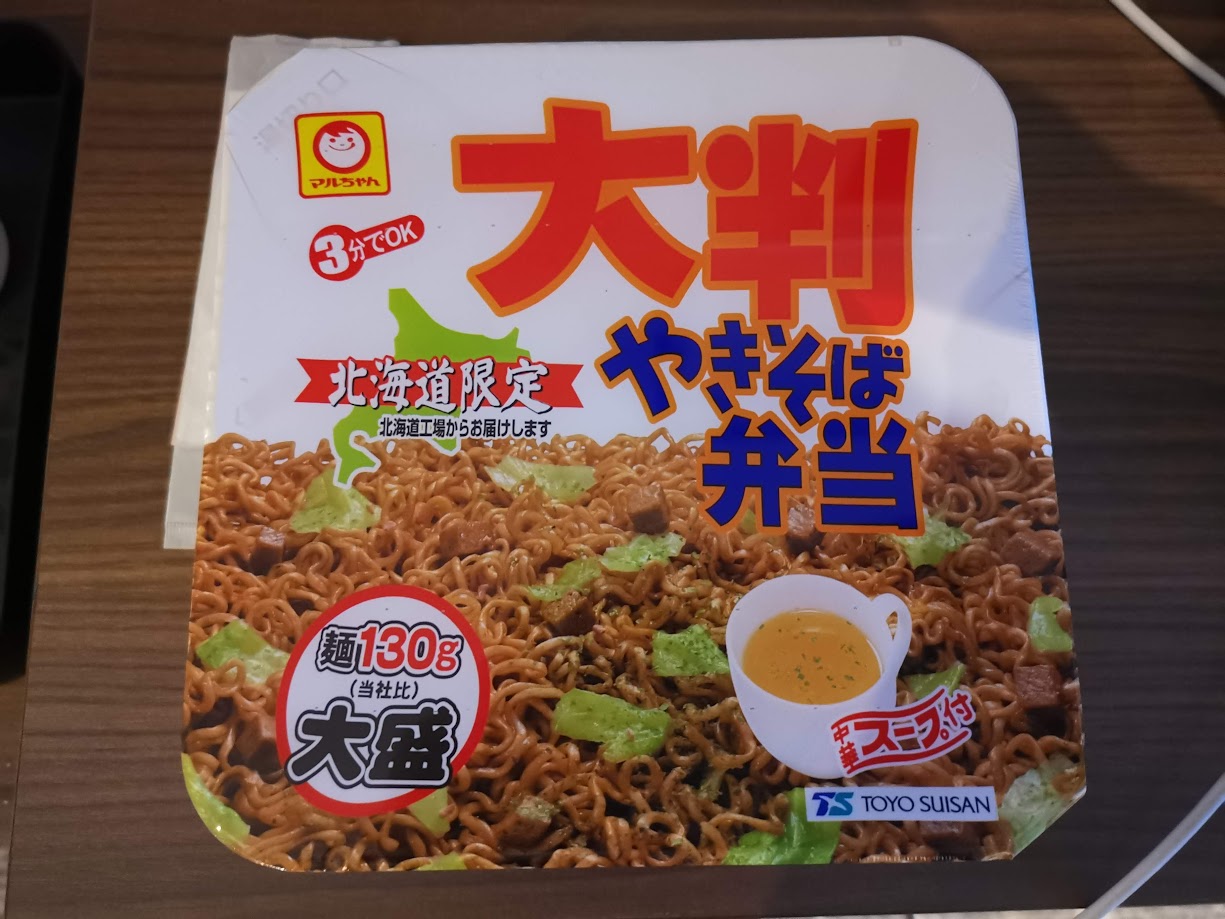 マルちゃん
3分でOK
大判
やきそば
弁当
北海道限定
北海道工場からお届けします
麺130g
(当社比)
大盛
中華スープ付
TS TOYO SUISAN